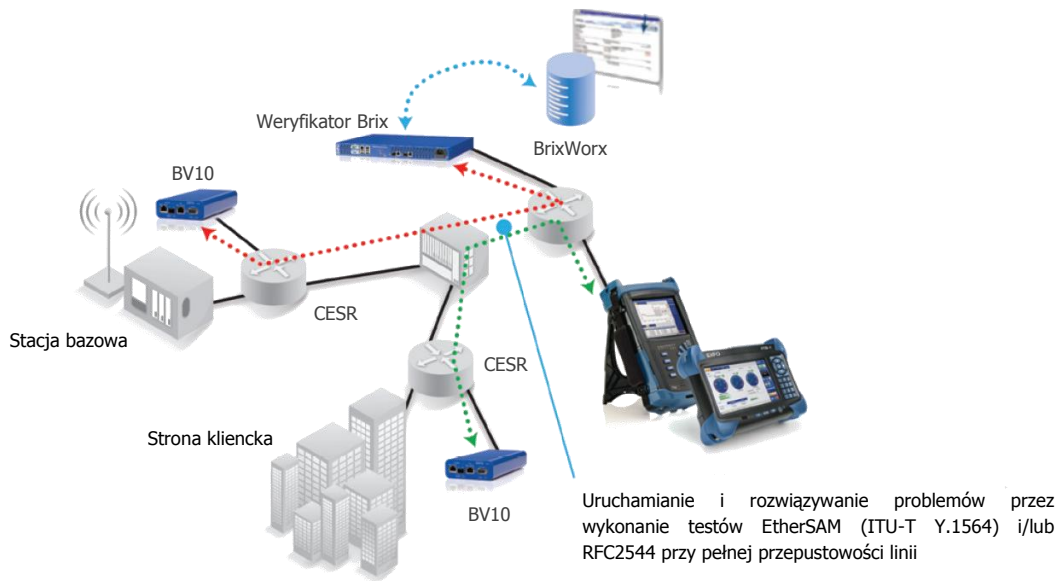 Weryfikator Brix
BrixWorx
BV10
CESR
Stacja bazowa
CESR
Strona kliencka
BV10
EXFO
Uruchamianie i rozwiązywanie problemów przez
wykonanie testów EtherSAM (ITU-T Y.1564) i/lub
RFC2544 przy pełnej przepustowości linii